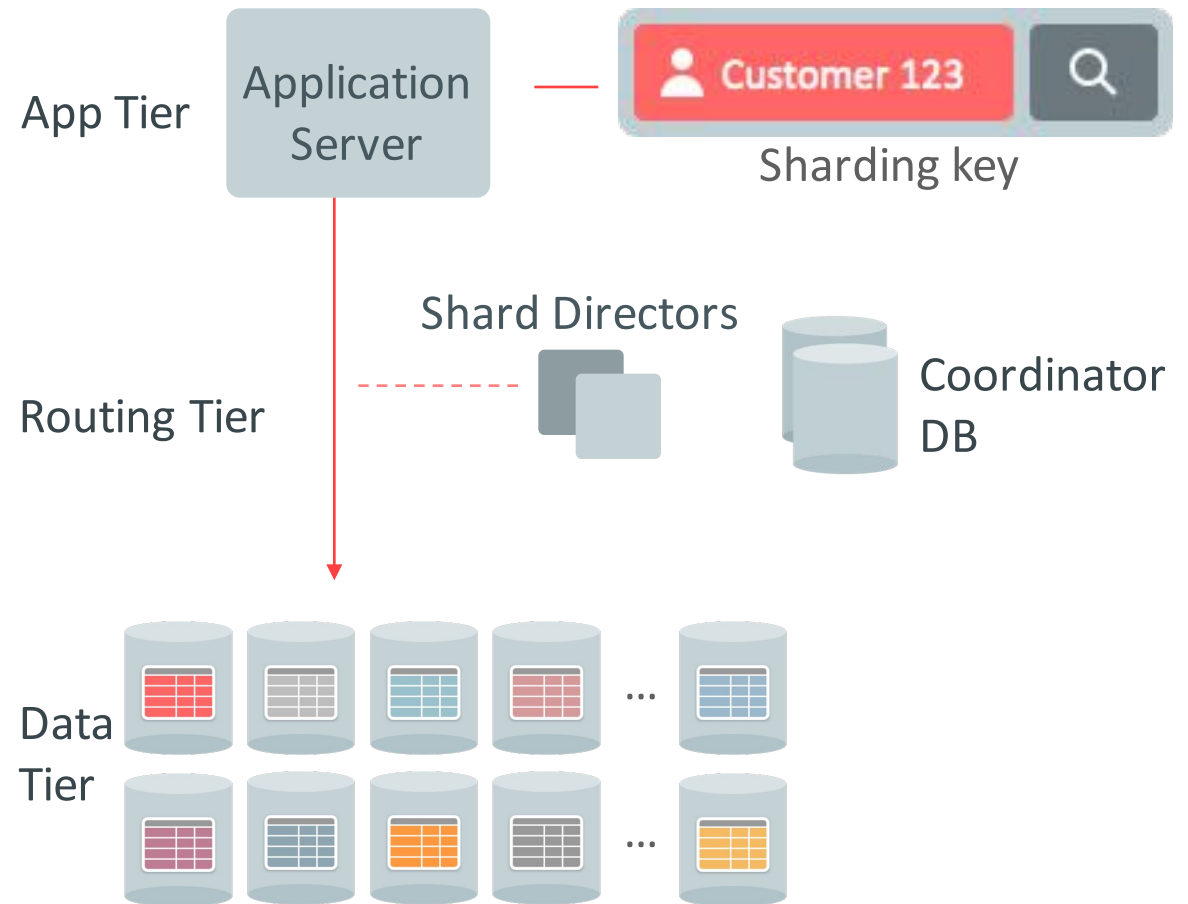 App Tier
Application
Server
Customer 123
Sharding key
Shard Directors
Coordinator
DB
Routing Tier
Data
Tier
...
...